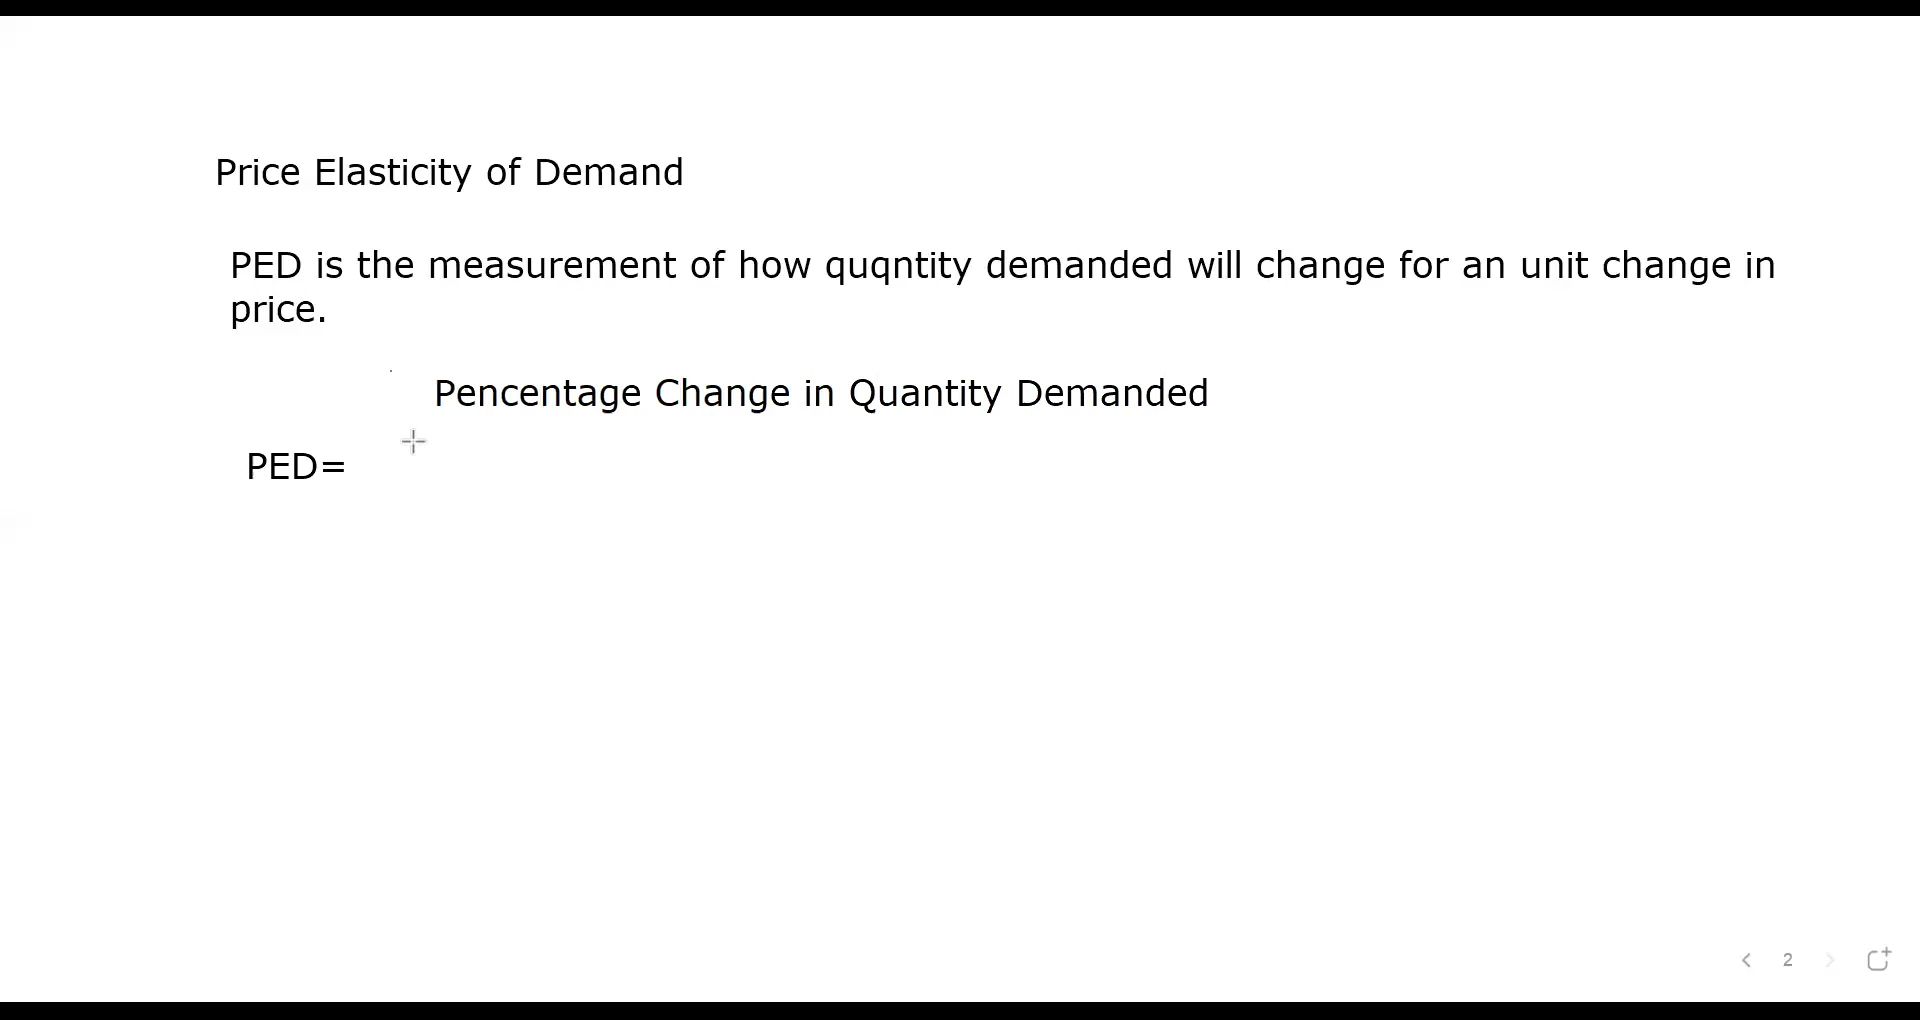 Price Elasticity of Demand
PED is the measurement of how quqntity demanded will change for an unit change in
price.
Pencentage Change in Quantity Demanded
PED=
2